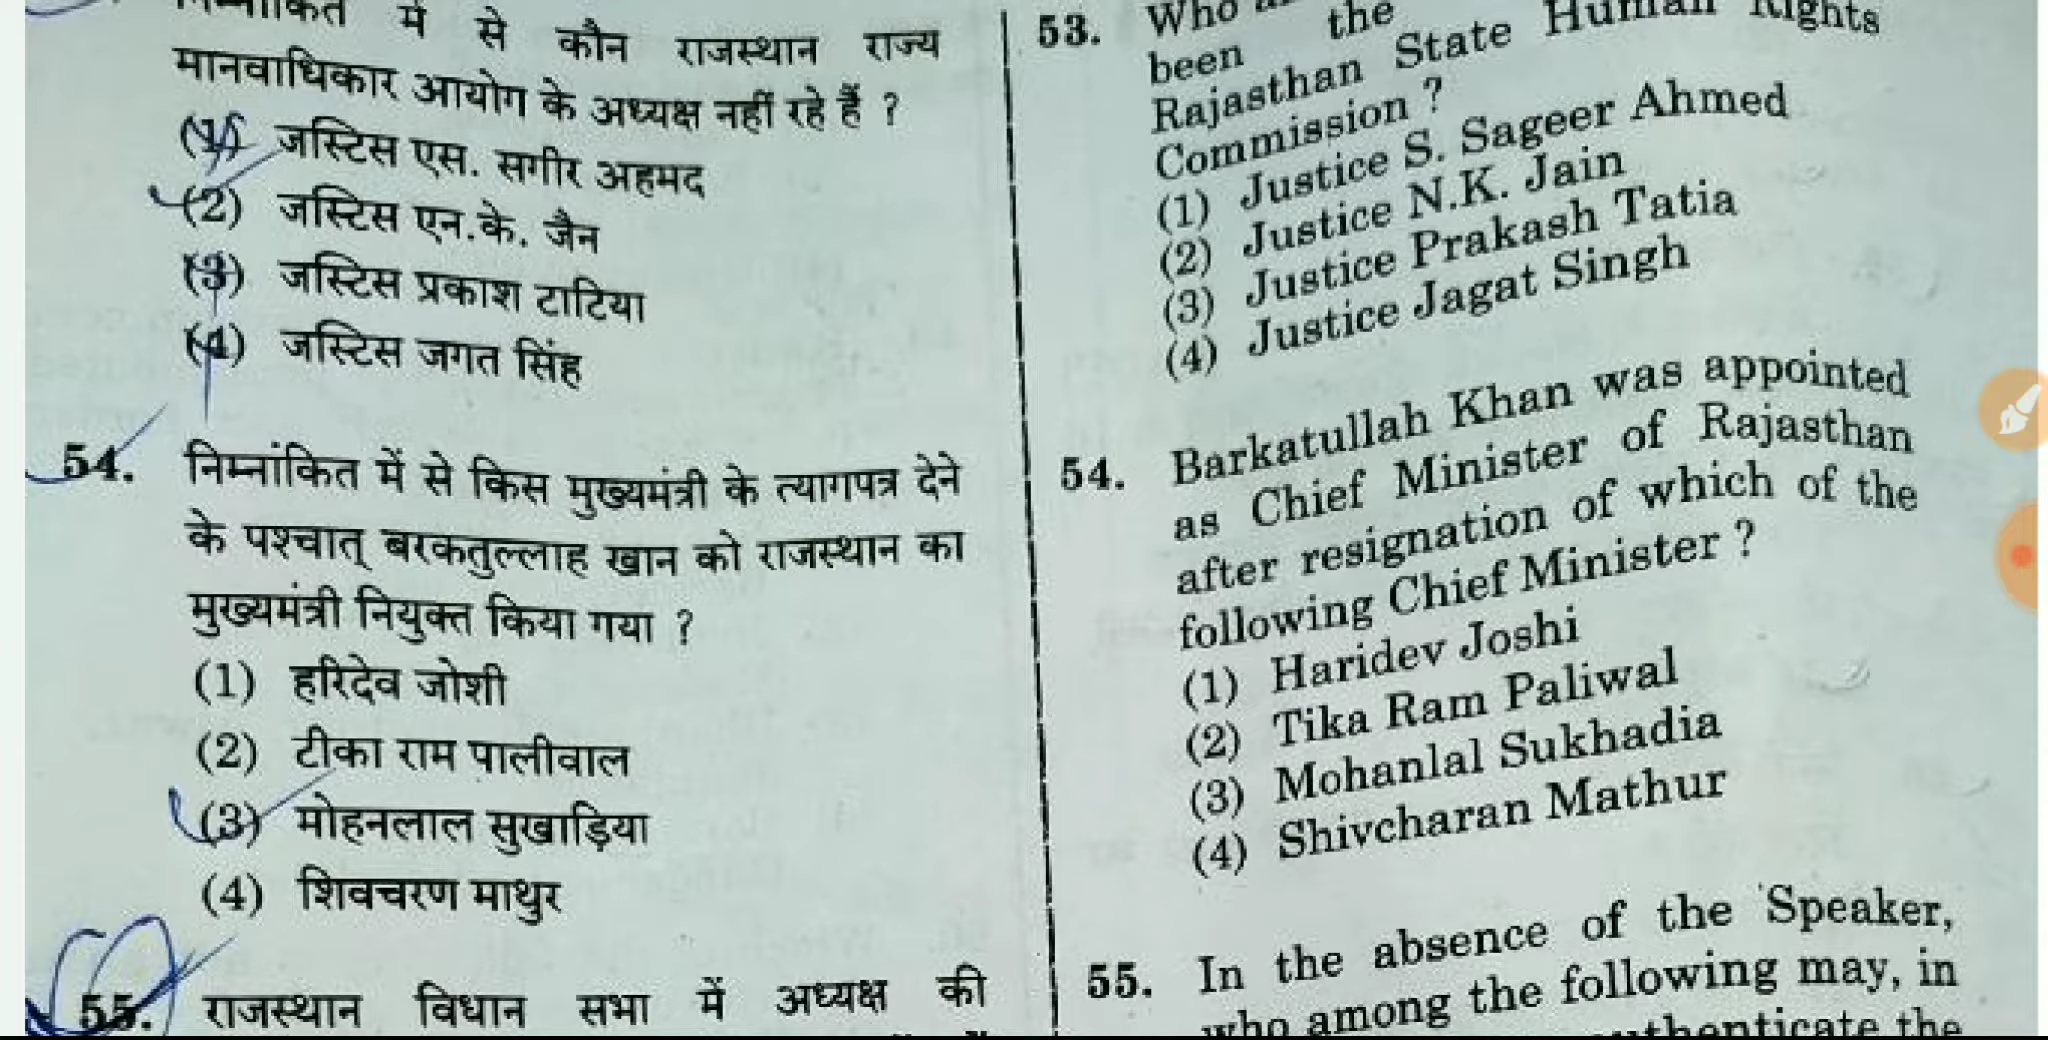 में से कौन राजस्थान राज्य
मानवाधिकार आयोग के अध्यक्ष नहीं रहे हैं ?
(1) जस्टिस एस. सगीर अहमद
(2) जस्टिस एन.के. जैन
(3) जस्टिस प्रकाश टाटिया
(4) जस्टिस जगत सिंह
54. निम्नांकित में से किस मुख्यमंत्री के त्यागपत्र देने
के पश्चात् बरकतुल्लाह खान को राजस्थान का
मुख्यमंत्री नियुक्त किया गया ?
(1) हरिदेव जोशी
(2) टीका राम पालीवाल
(3) मोहनलाल सुखाड़िया
(4) शिवचरण माथुर
55. राजस्थान विधान सभा में अध्यक्ष की
53. Who
been the
Rajasthan State Human Rights
Commission ?
(1) Justice S. Sageer Ahmed
(2) Justice N.K. Jain
(3) Justice Prakash Tatia
(4) Justice Jagat Singh
54. Barkatullah Khan was appointed
as Chief Minister of Rajasthan
after resignation of which of the
following Chief Minister ?
(1) Haridev Joshi
(2) Tika Ram Paliwal
(3) Mohanlal Sukhadia
(4) Shivcharan Mathur
55. In the absence of the Speaker,
who among the following may, in
the